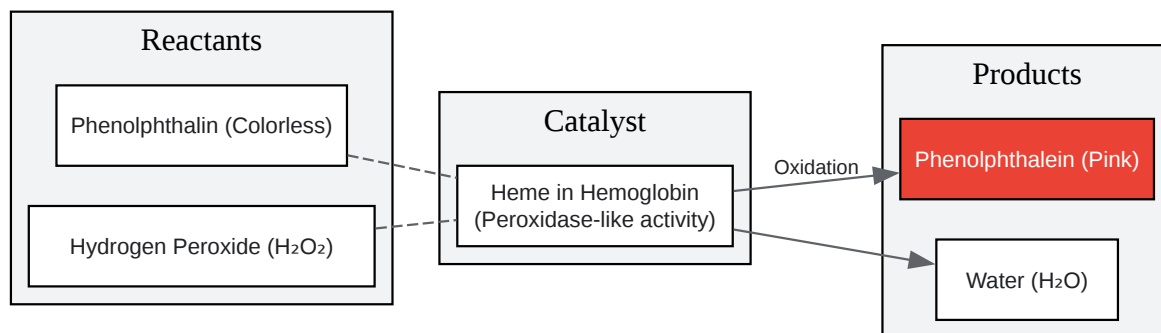 Reactants
Phenolphthalin (Colorless)
Hydrogen Peroxide (H₂O₂)
Catalyst
Heme in Hemoglobin
(Peroxidase-like activity)
Oxidation
Products
Phenolphthalein (Pink)
Water (H₂O)